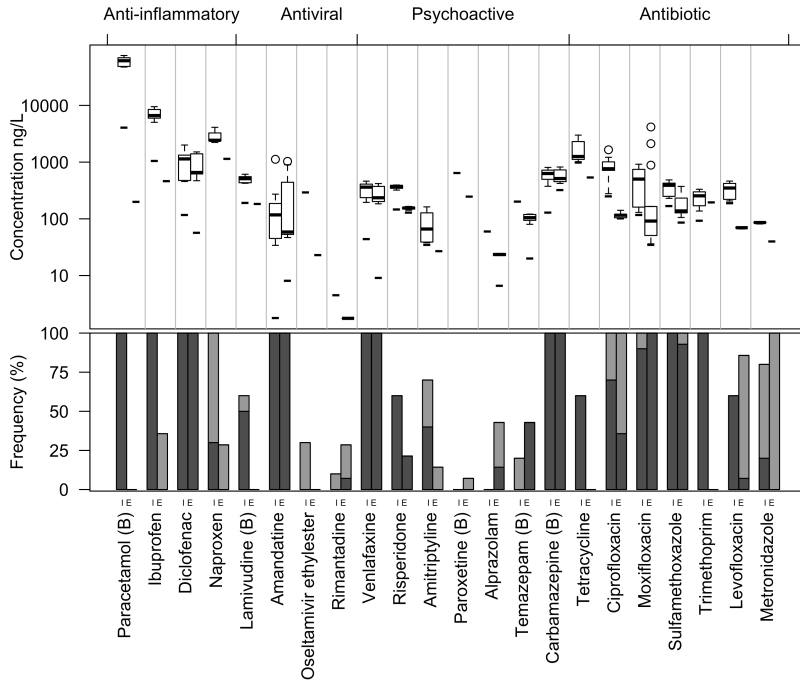 Anti-inflammatory Antiviral Psychoactive Antibiotic
Concentration ng/L
10000
1000
100
10
Frequency (%)
100
75
50
25
0
I E I E I E I E I E I E I E I E I E I E I E I E I E I E I E I E I E I E I E I E I E I E
Paracetamol (B)
Ibuprofen
Diclofenac
Naproxen
Lamivudine (B)
Amandatine
Oseltamivir ethylester
Rimantadine
Venlafaxine
Risperidone
Amitriptyline
Paroxetine (B)
Alprazolam
Temazepam (B)
Carbamazepine (B)
Tetracycline
Ciprofloxacin
Moxifloxacin
Sulfamethoxazole
Trimethoprim
Levofloxacin
Metronidazole